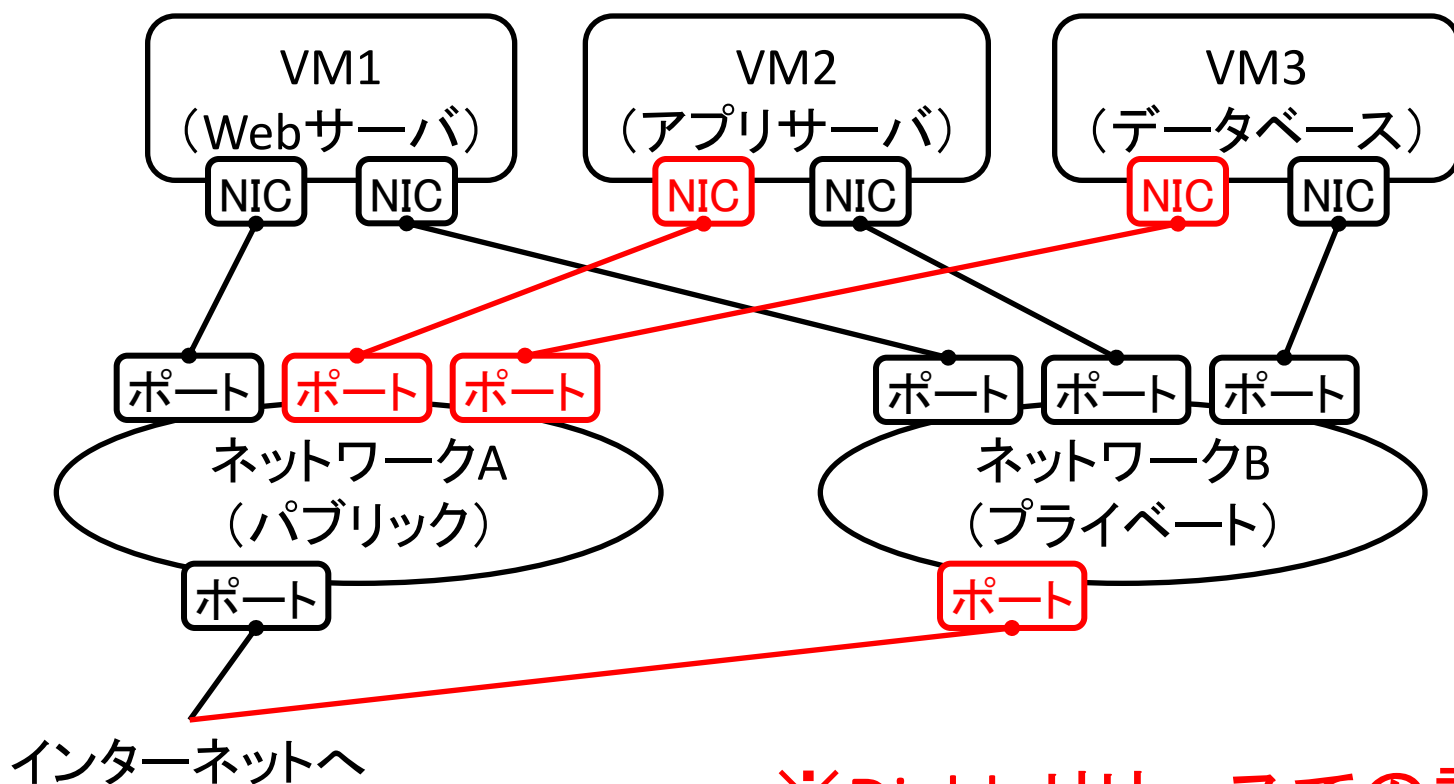 VM1
（Webサーバ）
VM2
（アプリサーバ）
VM3
（データベース）
NIC
NIC
NIC
NIC
NIC
NIC
ポート
ポート
ポート
ポート
ポート
ポート
ネットワークA
（パブリック）
ネットワークB
（プライベート）
ポート
ポート
インターネットへ